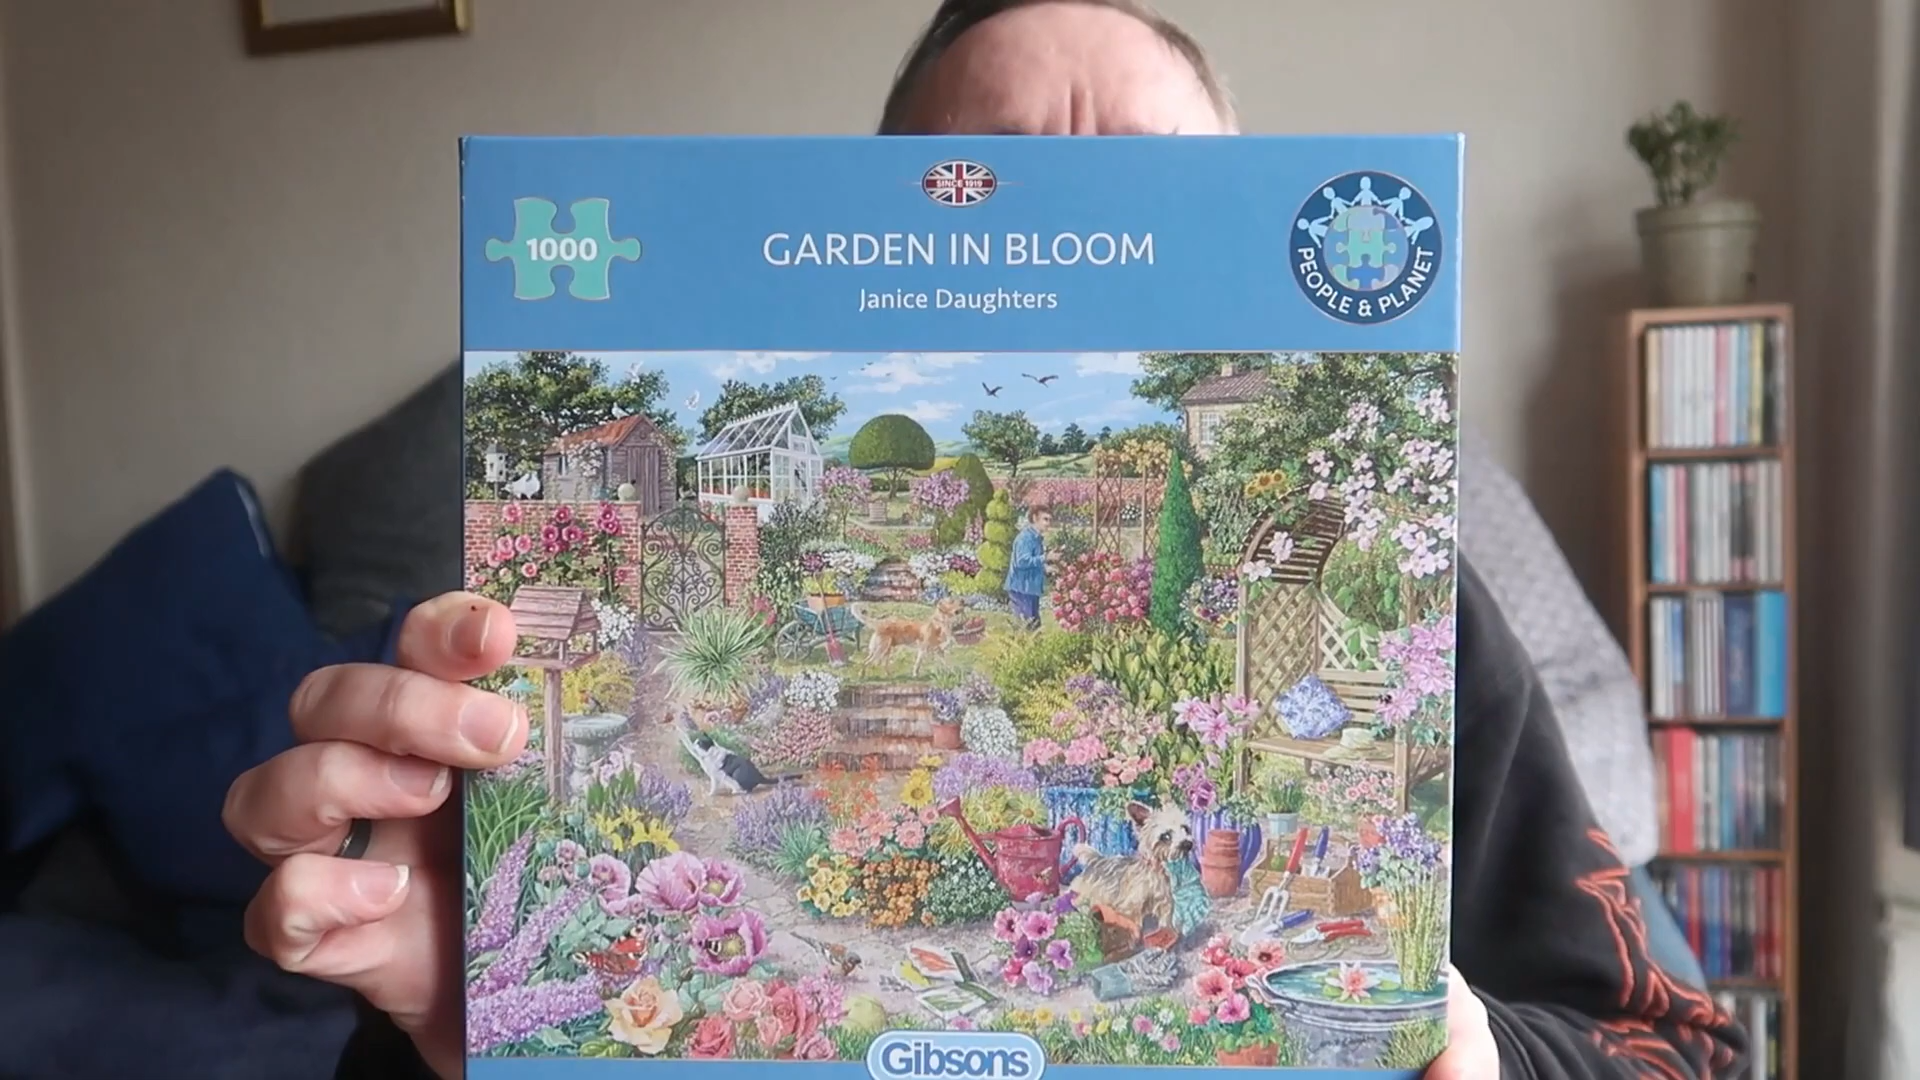 SINCE 1919
1000
GARDEN IN BLOOM
Janice Daughters
PEOPLE & PLANET
Gibsons